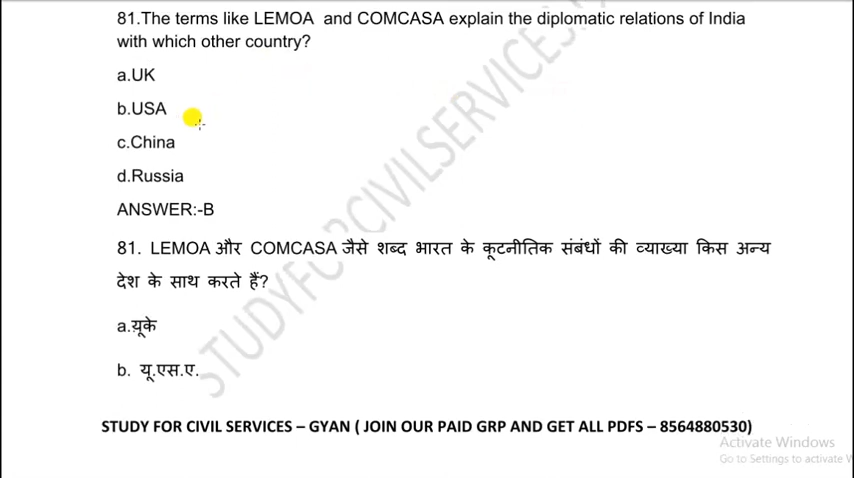 81.The terms like LEMOA and COMCASA explain the diplomatic relations of India
with which other country?
a.UK
b.USA
c.China
d.Russia
ANSWER:-B
81. LEMOA और COMCASA जैसे शब्द भारत के कूटनीतिक संबंधों की व्याख्या किस अन्य
देश के साथ करते हैं?
a.यूके
b. यू.एस.ए.
STUDY FOR CIVIL SERVICES – GYAN ( JOIN OUR PAID GRP AND GET ALL PDFS – 8564880530)
Activate Windows
Go to Settings to activate W
STUDYFORCIVILSERVICES.